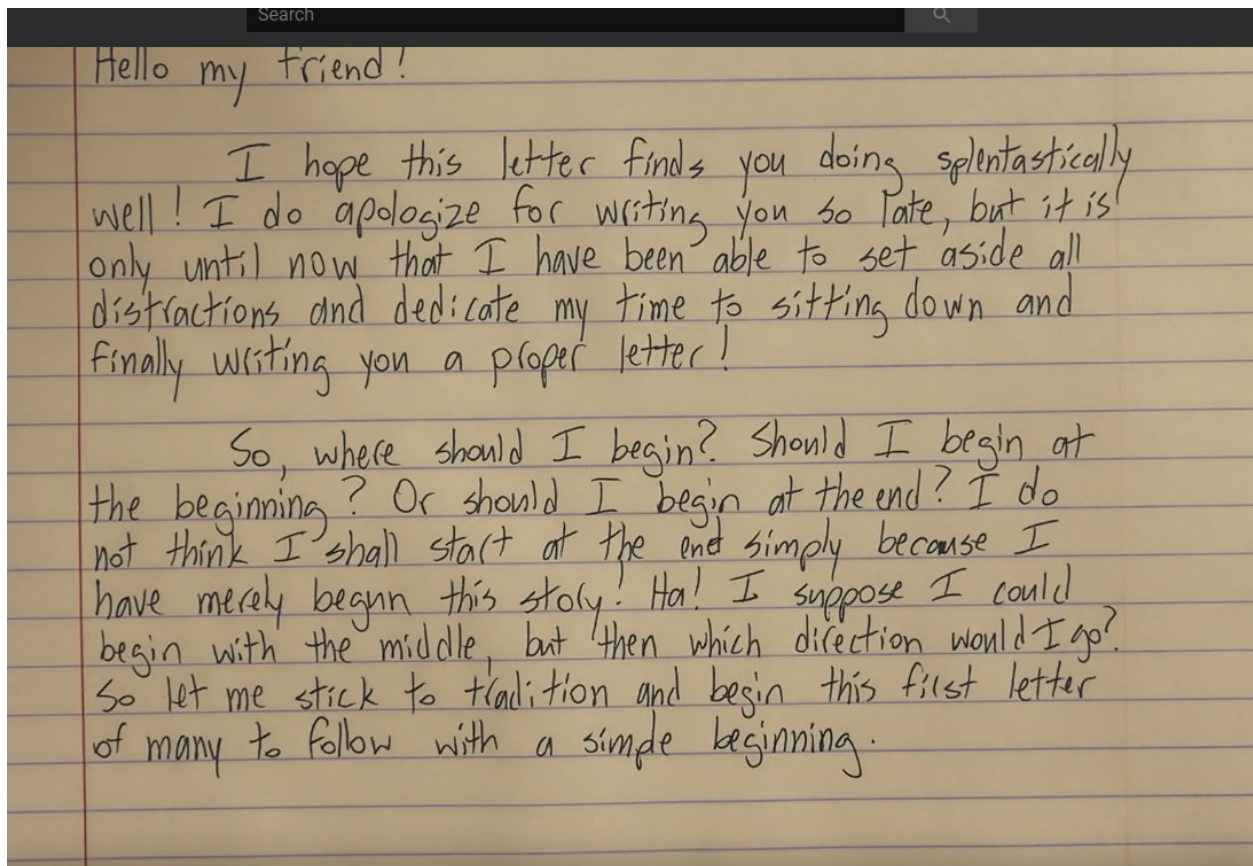 Search
Hello my friend!
I hope this letter finds you doing splentastically
well! I do apologize for writing you so late, but it is
only until now that I have been able to set aside all
distractions and dedicate my time to sitting down and
finally writing you a proper letter!
So, where should I begin? Should I begin at
the beginning? Or should I begin at the end? I do
not think I shall start at the end simply because I
have merely begun this story! Ha! I suppose I could
begin with the middle, but then which direction would I go?
So let me stick to tradition and begin this first letter
of many to follow with a simple beginning.